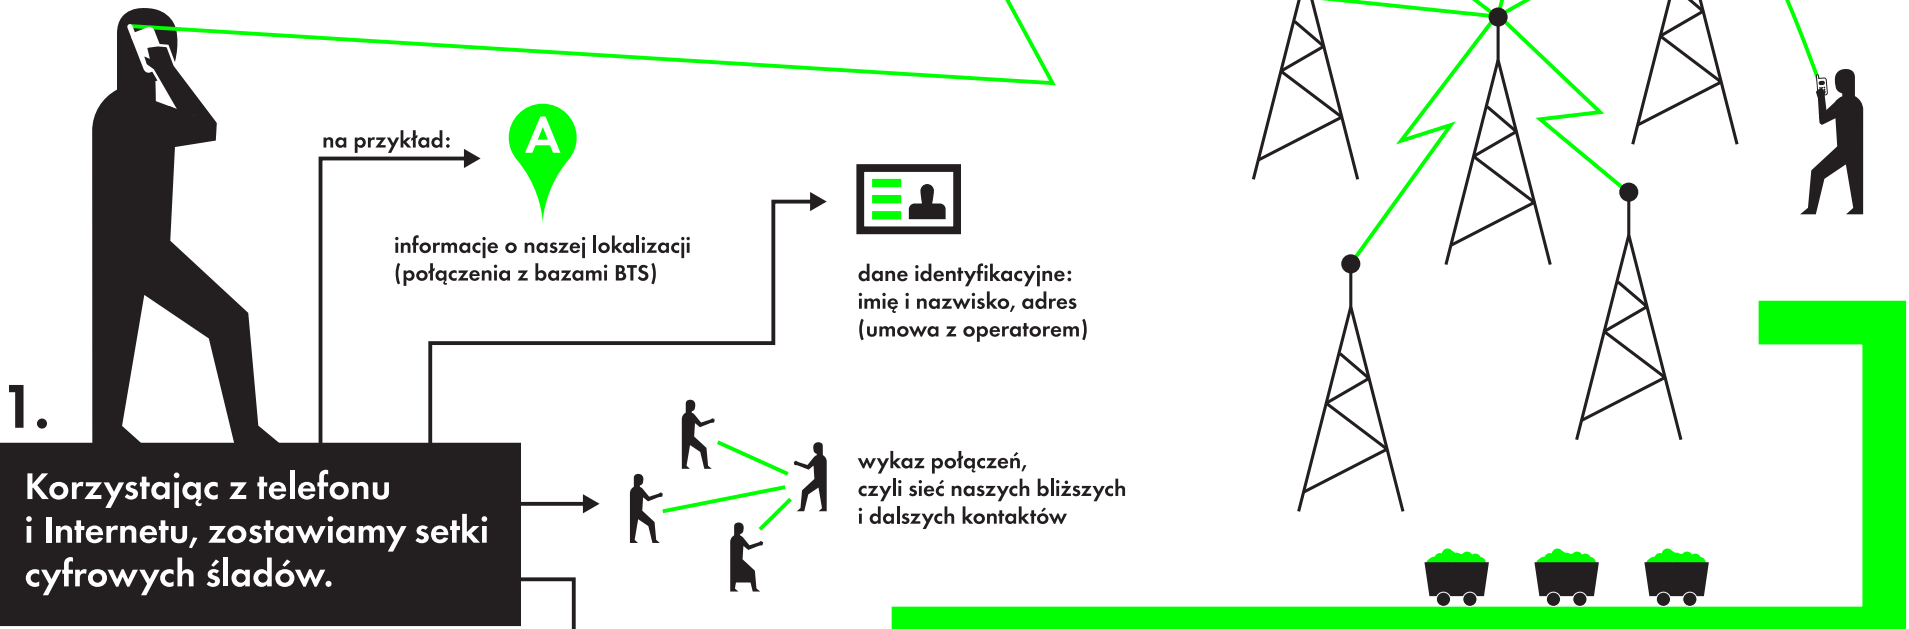 na przykład:
A
informacje o naszej lokalizacji
(połączenia z bazami BTS)
dane identyfikacyjne:
imię i nazwisko, adres
(umowa z operatorem)
1.
Korzystając z telefonu
i Internetu, zostawiamy setki
cyfrowych śladów.
wykaz połączeń,
czyli sieć naszych bliższych
i dalszych kontaktów